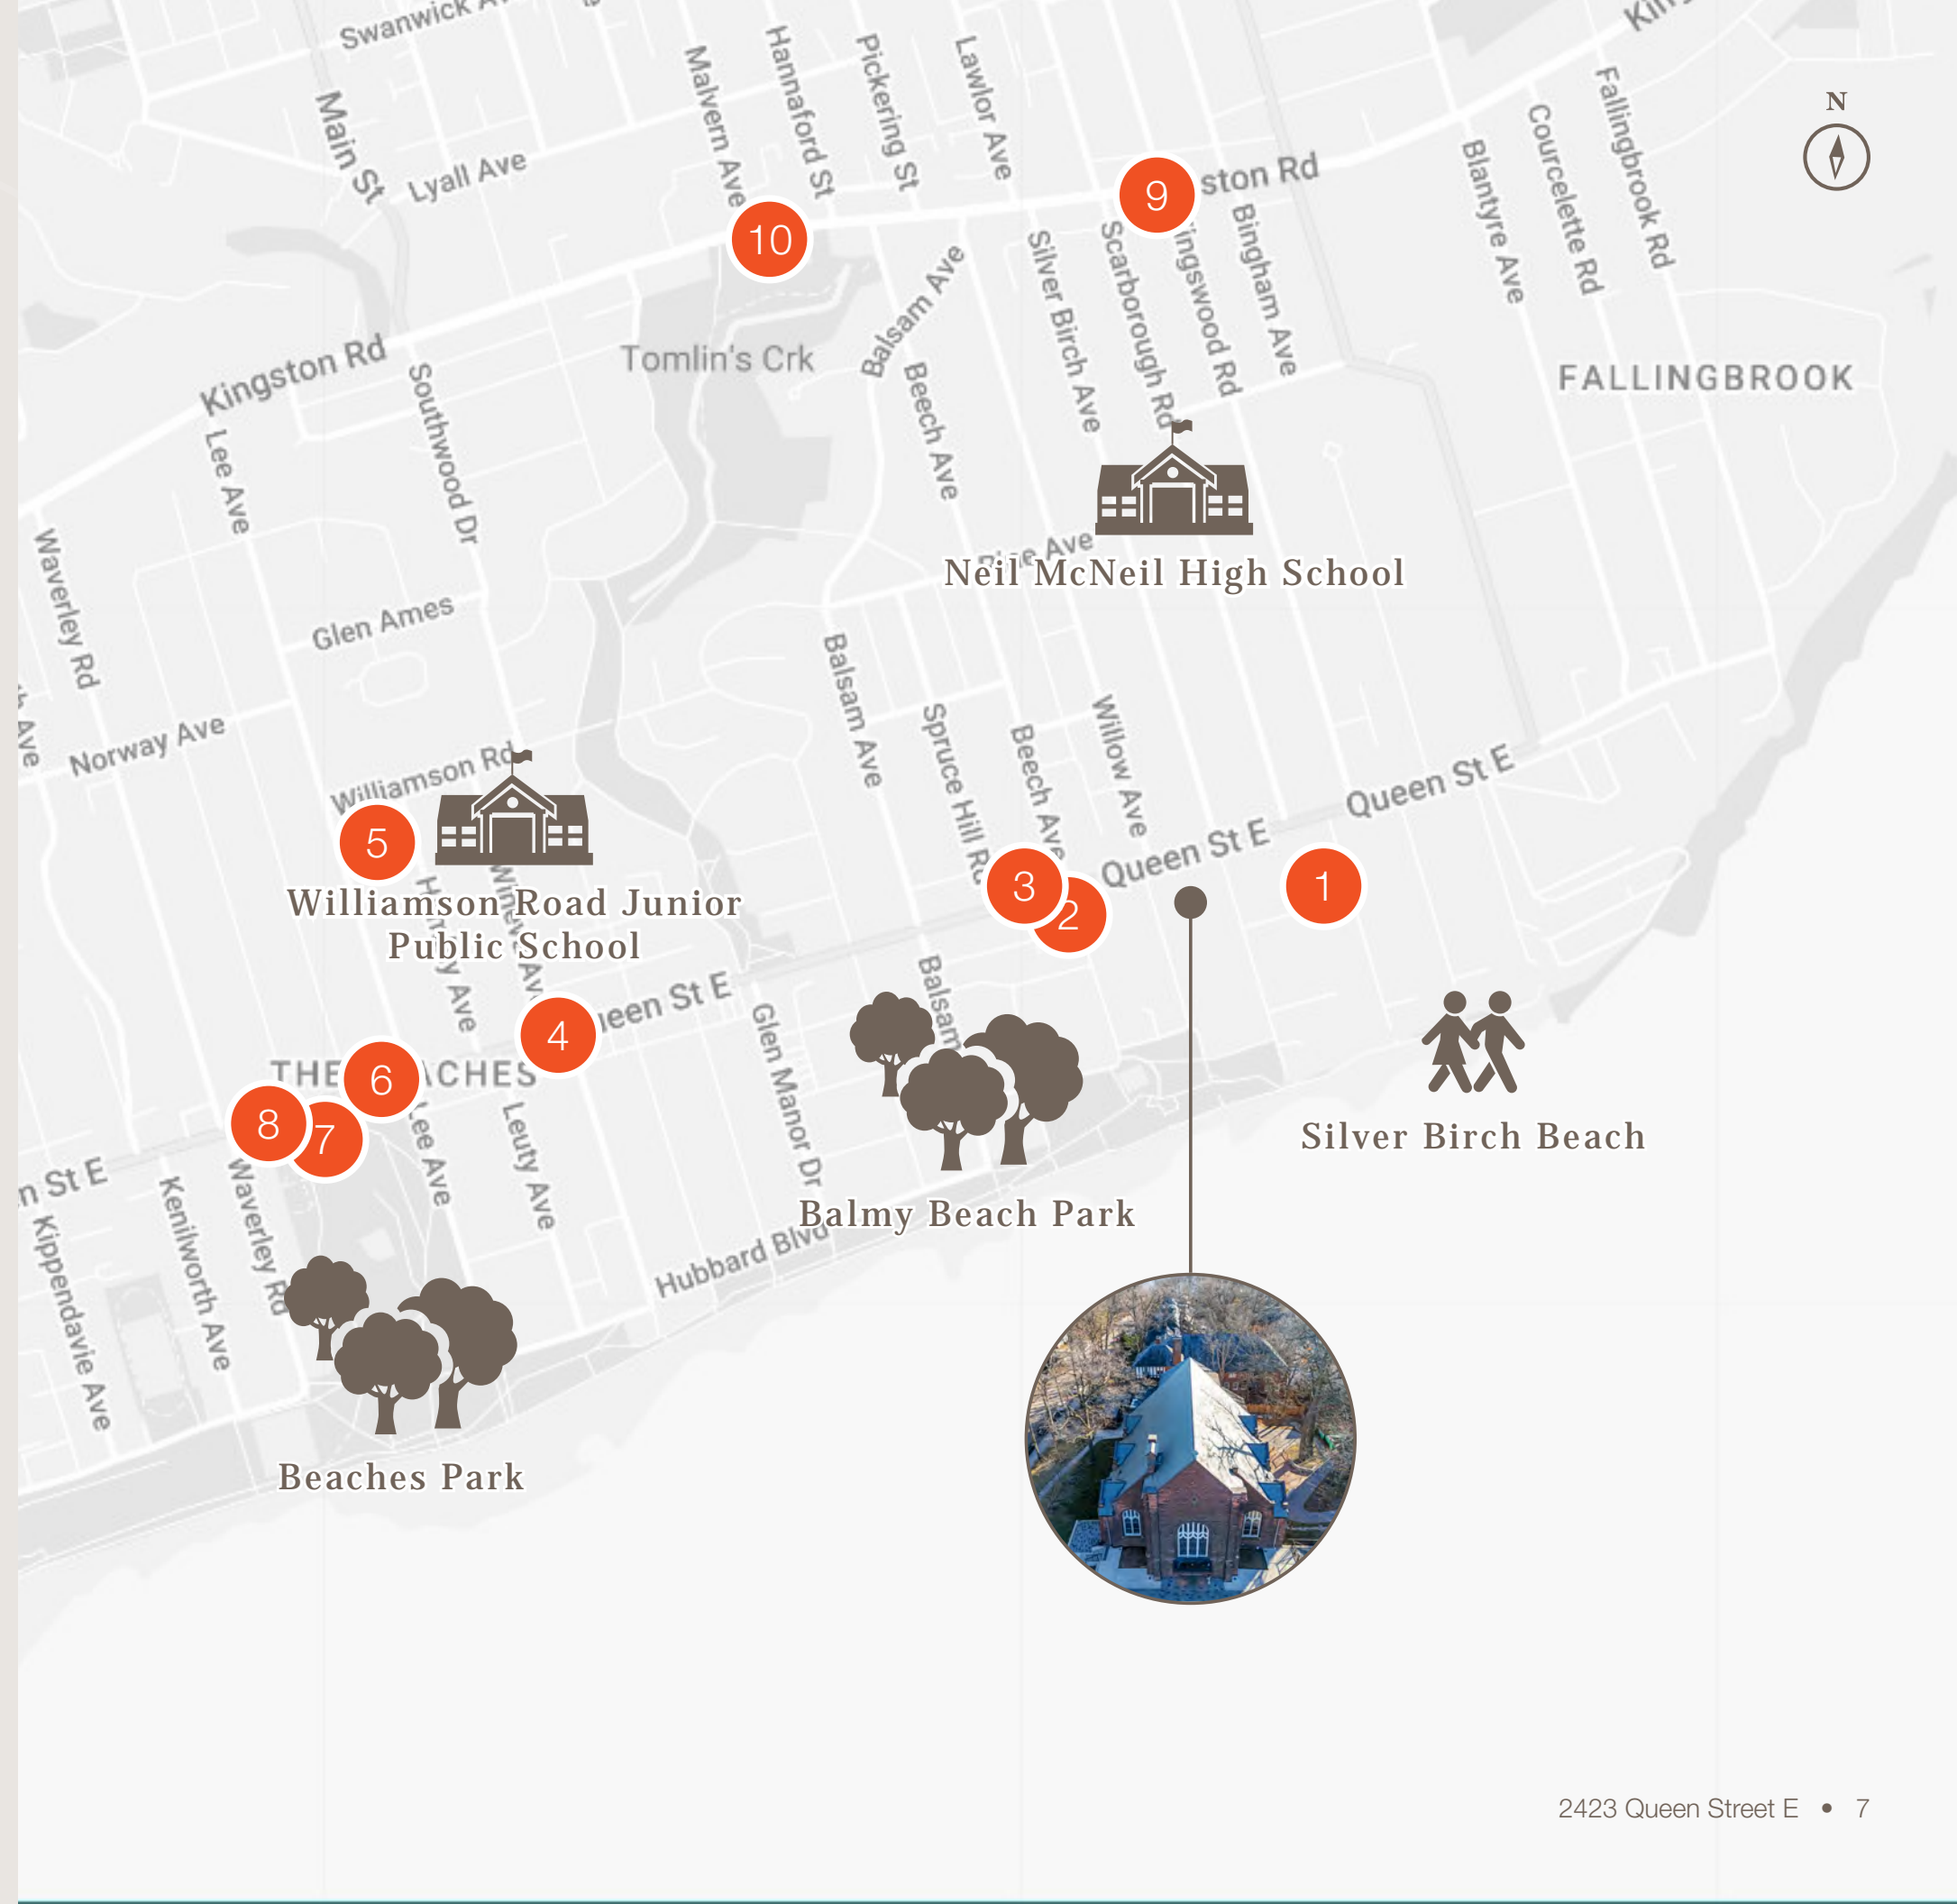 Swanwick
Main St
Lyall Ave
Malvern Ave
Hannaford St
Pickering St
Lawlor Ave
N
Fallingbrook Rd
Courcelette Rd
Blantyre Ave
9
ston Rd
10
Bingham Ave
ingswood Rd
Scarborough Rd
Silver Birch Ave
Balsam Ave
Tomlin's Crk
Kingston Rd
FALLINGBROOK
Beech Ave
Southwood Dr
Lee Ave
Waverley Rd
Ave
Neil McNeil High School
Glen Ames
Balsam Ave
Norway Ave
Ave
Spruce Hill Rd
Beech Ave
Willow Ave
Williamson Rd
Queen St E
Queen St E
5
3
2
1
Williamson Road Junior
Public School
Ave
4
ueen St E
Balsam
Glen Manor Dr
THE
ACHES
6
8
7
Lee Ave
Leuty Ave
Silver Birch Beach
n St E
Kippendavie Ave
Kenilworth Ave
Waverley Rd
Balmy Beach Park
Hubbard Blvd
Beaches Park
2423 Queen Street E • 7